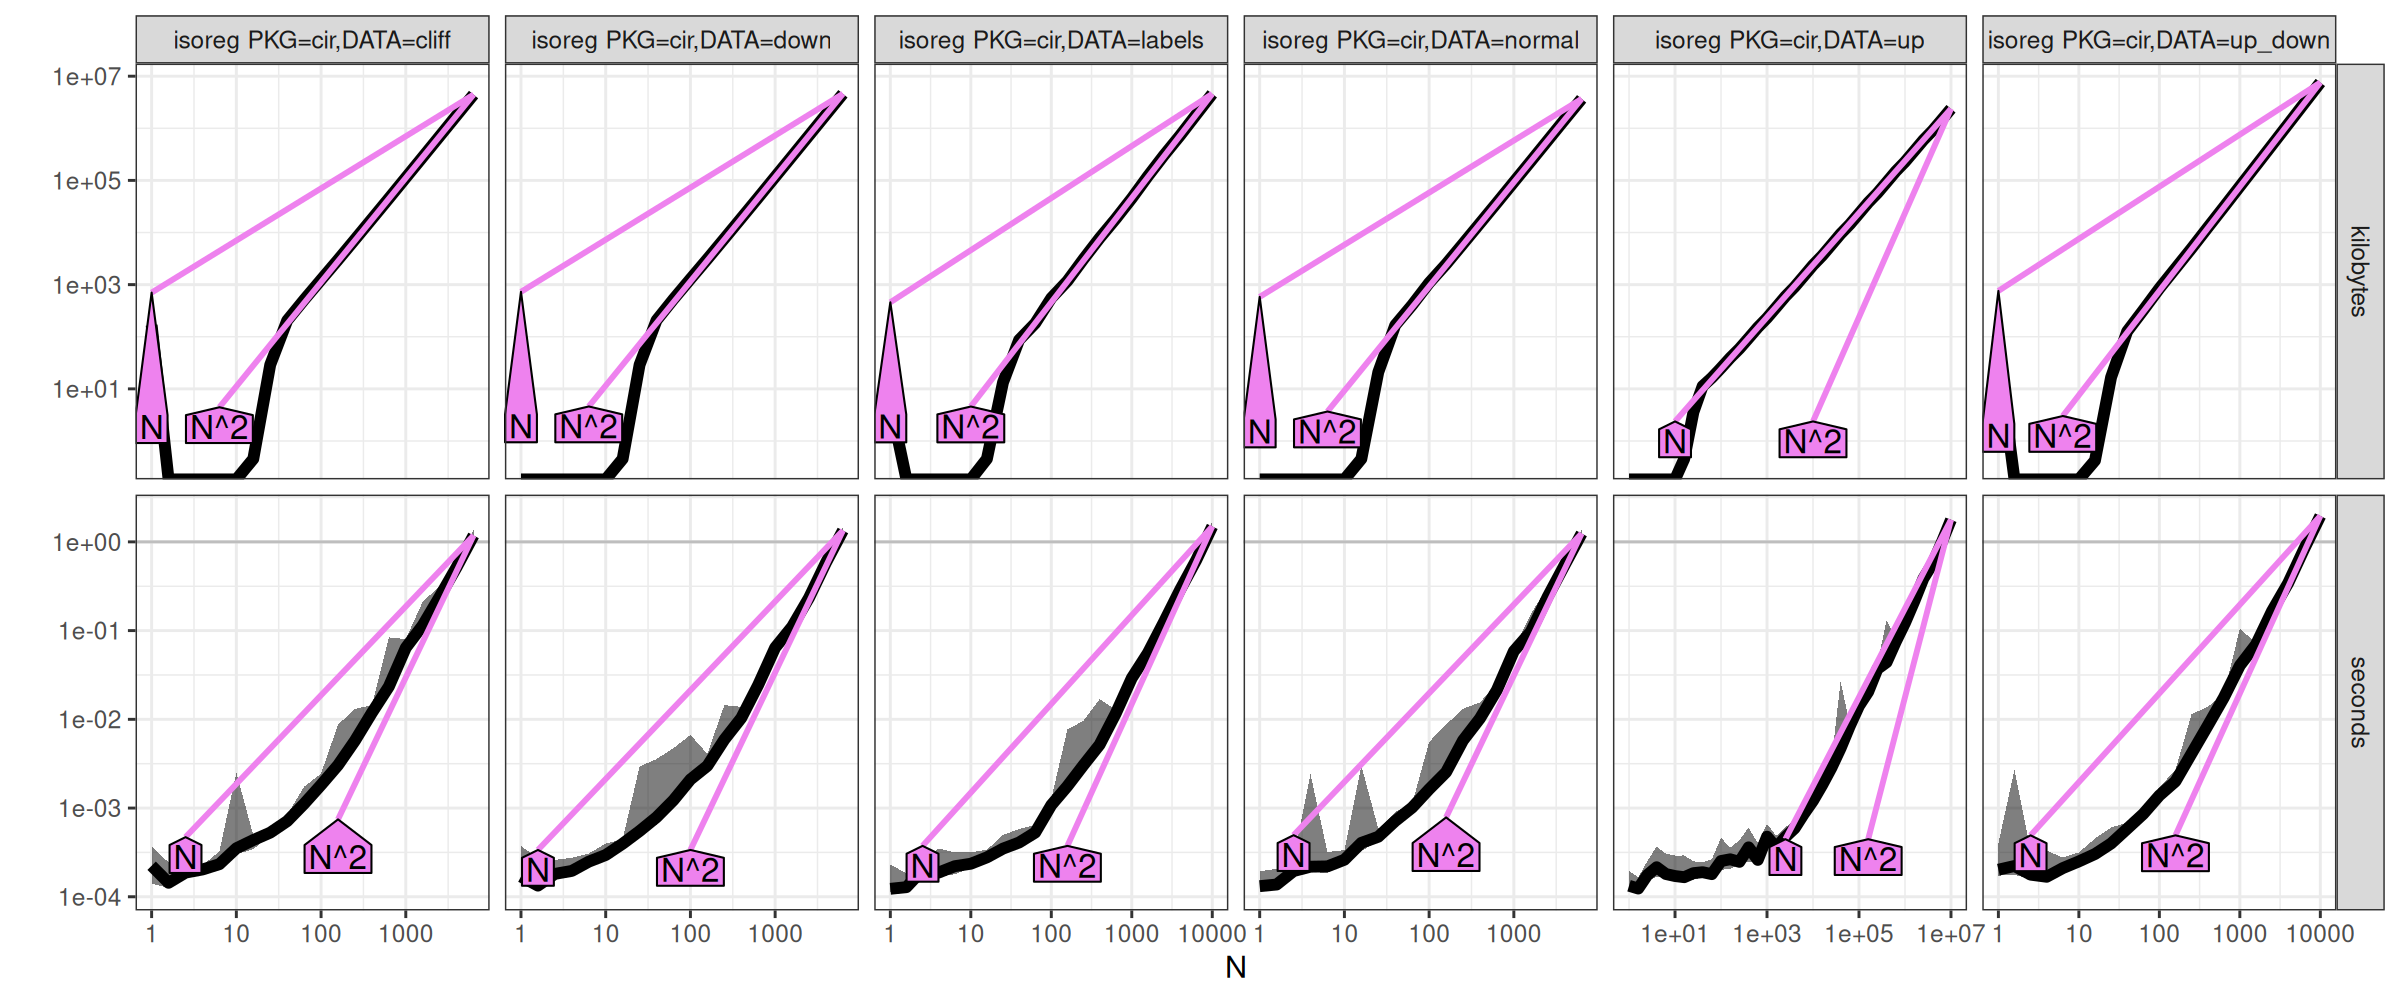 isoreg PKG=cir,DATA=cliff
isoreg PKG=cir,DATA=down
isoreg PKG=cir,DATA=labels
isoreg PKG=cir,DATA=normal
isoreg PKG=cir,DATA=up
isoreg PKG=cir,DATA=up_down
1e+07
1e+05
1e+03
1e+01
N
N^2
N
N^2
N
N^2
N
N^2
N
N^2
N
N^2
kilobytes
1e+00
1e-01
1e-02
1e-03
1e-04
N
N^2
N
N^2
N
N^2
N
N^2
N
N^2
N
N^2
seconds
1 10 100 1000
1 10 100 1000
1 10 100 1000 10000
1 10 100 1000
1e+01 1e+03 1e+05 1e+07
1 10 100 1000 10000
N